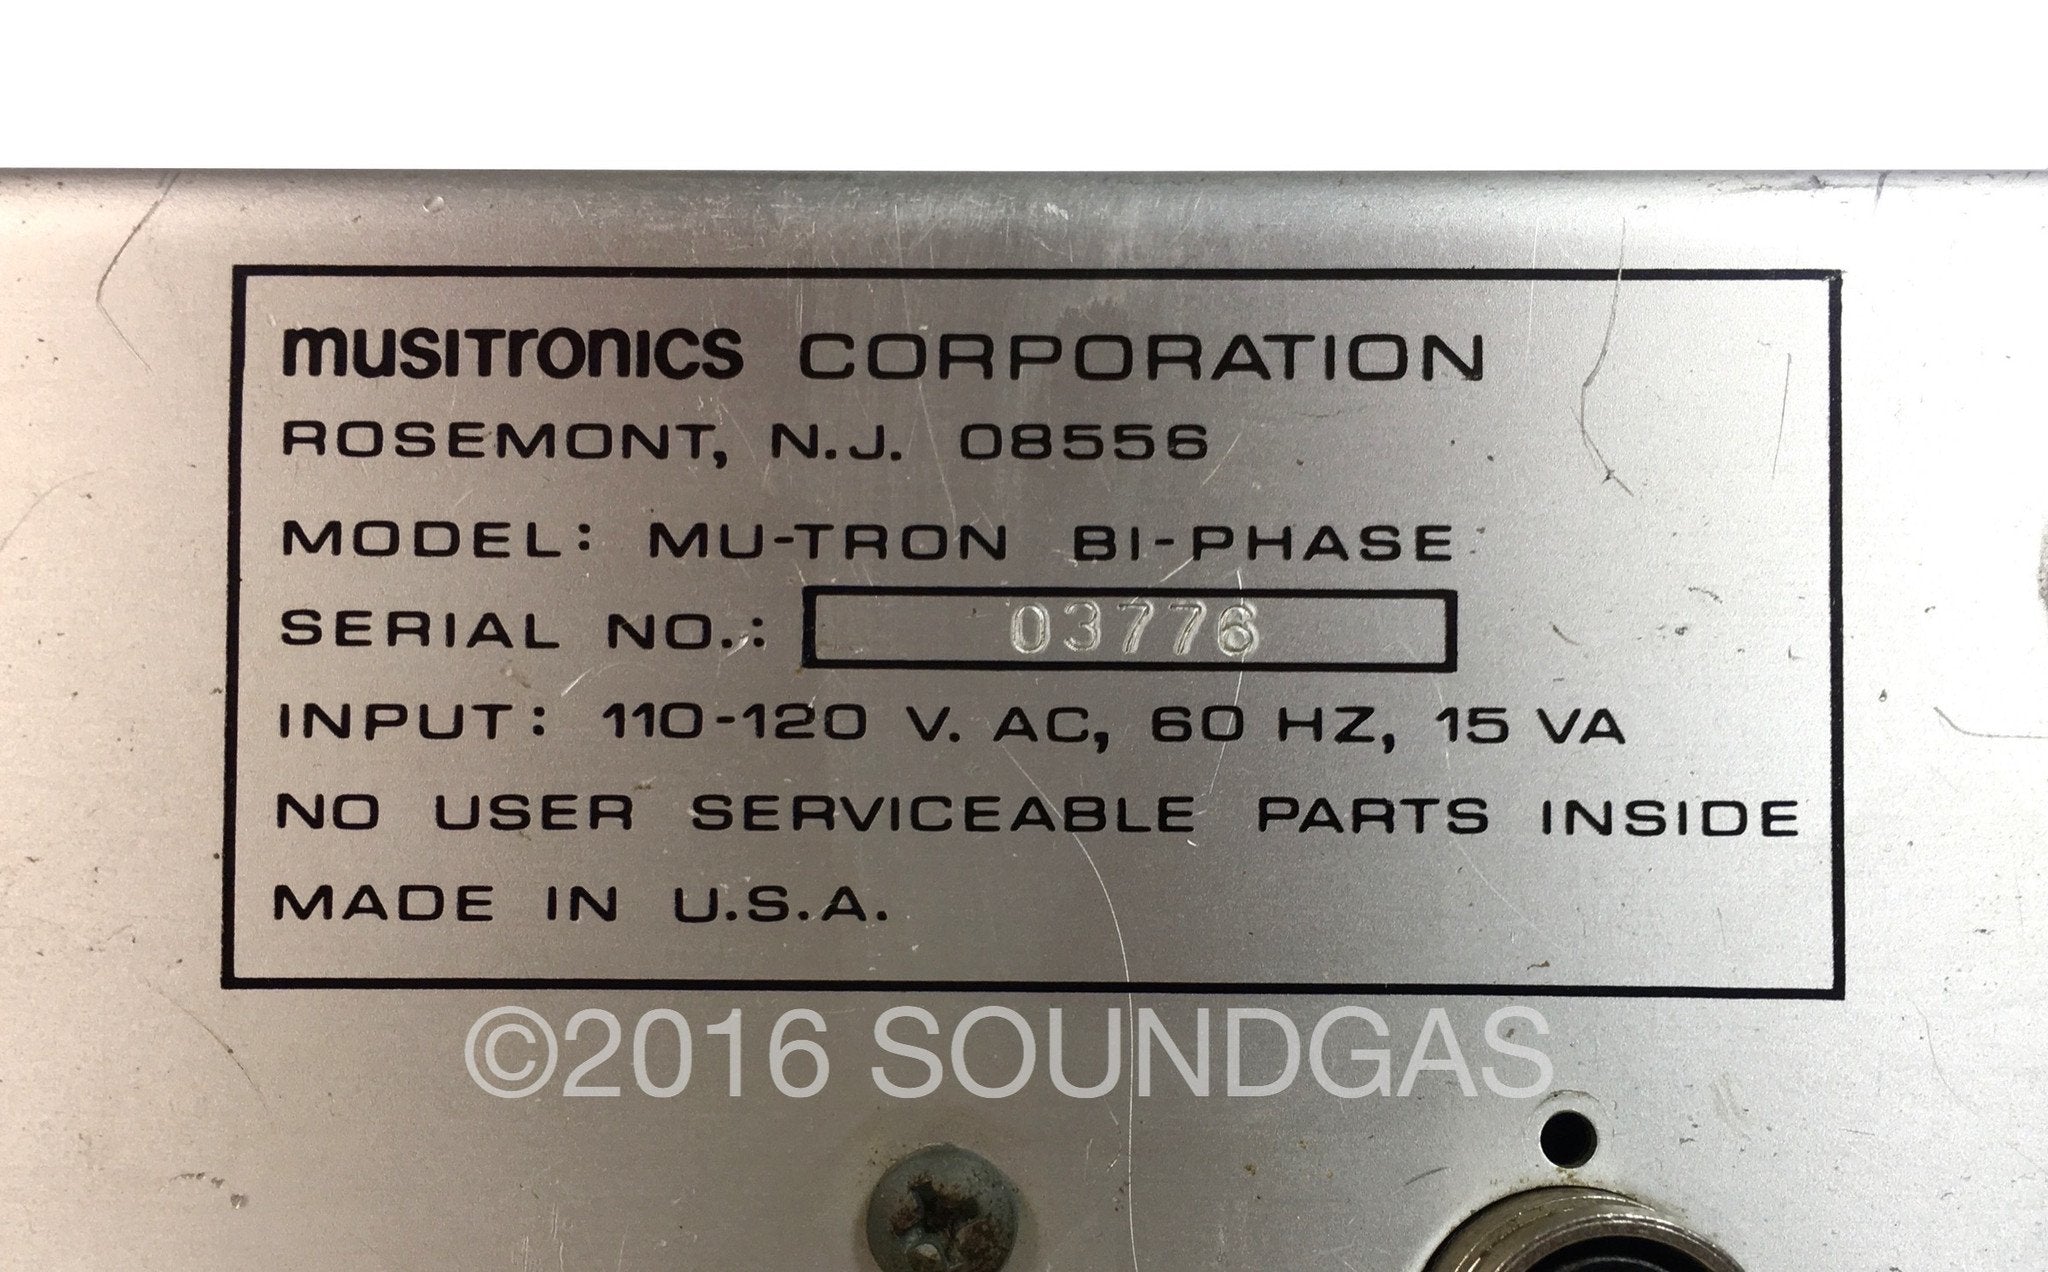 musiTronics CORPORATION
ROSEMONT, N.J. 08556
MODEL: MU-TRON BI-PHASE
SERIAL NO.: 03776
INPUT: 110-120 V. AC, 60 HZ, 15 VA
NO USER SERVICEABLE PARTS INSIDE
MADE IN U.S.A.
©2016 SOUNDGAS